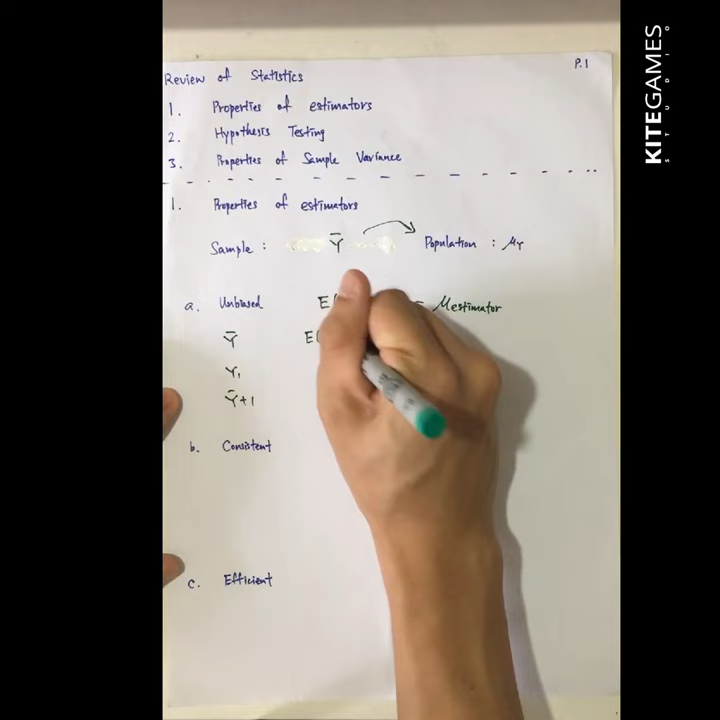 P.1
Review of Statistics
1. Properties of estimators
2. Hypothesis Testing
3. Properties of Sample Variance
1. Properties of estimators
Sample : Ȳ Population : μY
a. Unbiased E( = Mestimator
Ȳ E(
Y1
Ȳ+1
b. Consistent
c. Efficient
KITEGAMES
STUDIO